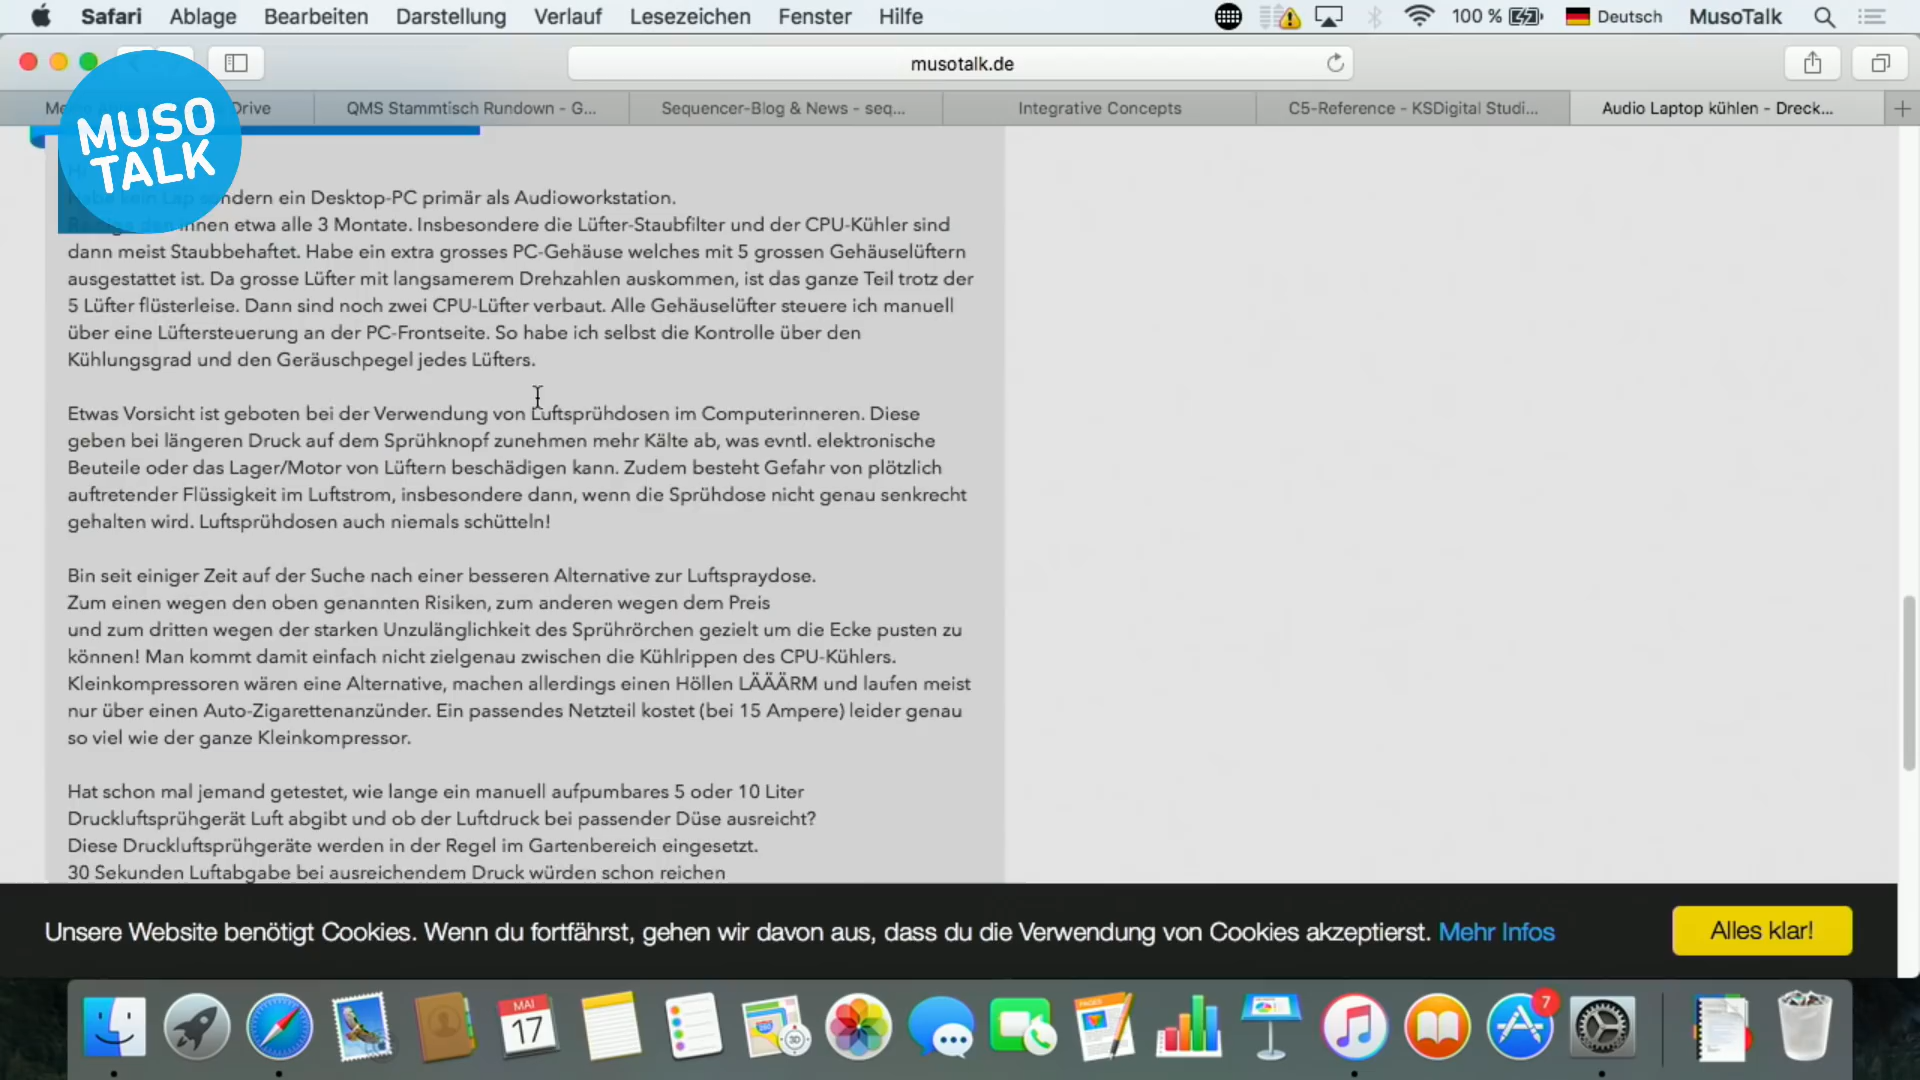 Safari Ablage Bearbeiten Darstellung Verlauf Lesezeichen Fenster Hilfe 100 % Deutsch MusoTalk
musotalk.de
Drive QMS Stammtisch Rundown - G... Sequencer-Blog & News - seq... Integrative Concepts C5-Reference - KSDigital Studi... Audio Laptop kühlen - Dreck...
MUSO
TALK
ein Desktop-PC primär als Audioworkstation.
innen etwa alle 3 Montate. Insbesondere die Lüfter-Staubfilter und der CPU-Kühler sind
dann meist Staubbehaftet. Habe ein extra grosses PC-Gehäuse welches mit 5 grossen Gehäuselüftern
ausgestattet ist. Da grosse Lüfter mit langsamerem Drehzahlen auskommen, ist das ganze Teil trotz der
5 Lüfter flüsterleise. Dann sind noch zwei CPU-Lüfter verbaut. Alle Gehäuselüfter steuere ich manuell
über eine Lüftersteuerung an der PC-Frontseite. So habe ich selbst die Kontrolle über den
Kühlungsgrad und den Geräuschpegel jedes Lüfters.
Etwas Vorsicht ist geboten bei der Verwendung von Luftsprühdosen im Computerinneren. Diese
geben bei längeren Druck auf dem Sprühknopf zunehmen mehr Kälte ab, was evntl. elektronische
Beuteile oder das Lager/Motor von Lüftern beschädigen kann. Zudem besteht Gefahr von plötzlich
auftretender Flüssigkeit im Luftstrom, insbesondere dann, wenn die Sprühdose nicht genau senkrecht
gehalten wird. Luftsprühdosen auch niemals schütteln!
Bin seit einiger Zeit auf der Suche nach einer besseren Alternative zur Luftspraydose.
Zum einen wegen den oben genannten Risiken, zum anderen wegen dem Preis
und zum dritten wegen der starken Unzulänglichkeit des Sprührörchen gezielt um die Ecke pusten zu
können! Man kommt damit einfach nicht zielgenau zwischen die Kühlrippen des CPU-Kühlers.
Kleinkompressoren wären eine Alternative, machen allerdings einen Höllen LÄÄÄRM und laufen meist
nur über einen Auto-Zigarettenanzünder. Ein passendes Netzteil kostet (bei 15 Ampere) leider genau
so viel wie der ganze Kleinkompressor.
Hat schon mal jemand getestet, wie lange ein manuell aufpumbares 5 oder 10 Liter
Druckluftsprühgerät Luft abgibt und ob der Luftdruck bei passender Düse ausreicht?
Diese Druckluftsprühgeräte werden in der Regel im Gartenbereich eingesetzt.
30 Sekunden Luftabgabe bei ausreichendem Druck würden schon reichen
Unsere Website benötigt Cookies. Wenn du fortfährst, gehen wir davon aus, dass du die Verwendung von Cookies akzeptierst. Mehr Infos Alles klar!
MAI
17
PAGES
7